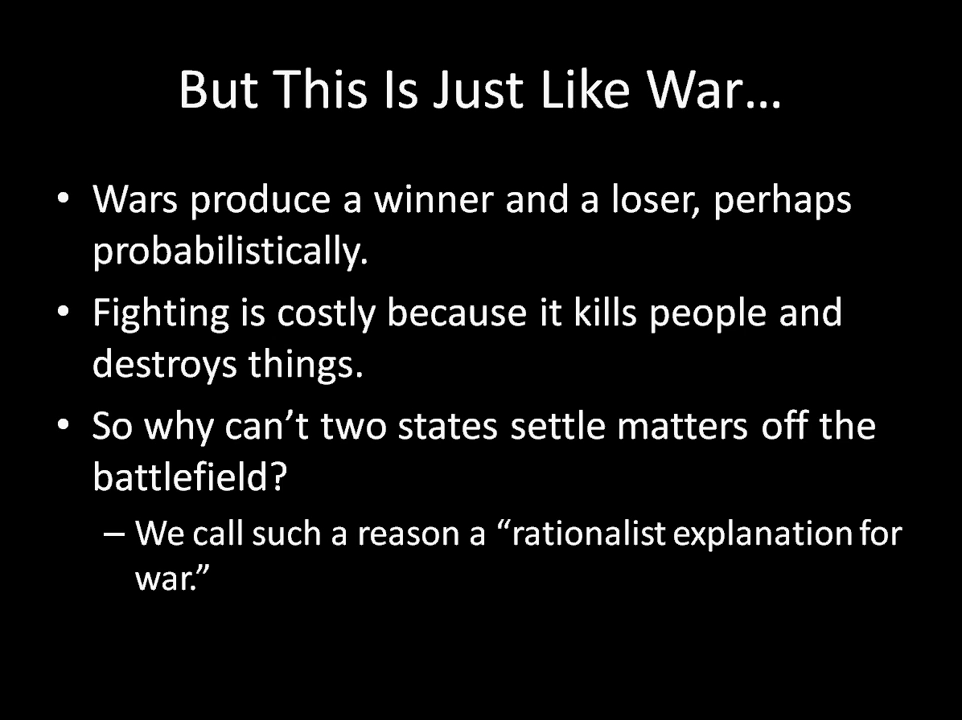 But This Is Just Like War…
• Wars produce a winner and a loser, perhaps
probabilistically.
• Fighting is costly because it kills people and
destroys things.
• So why can’t two states settle matters off the
battlefield?
– We call such a reason a “rationalist explanation for
war.”